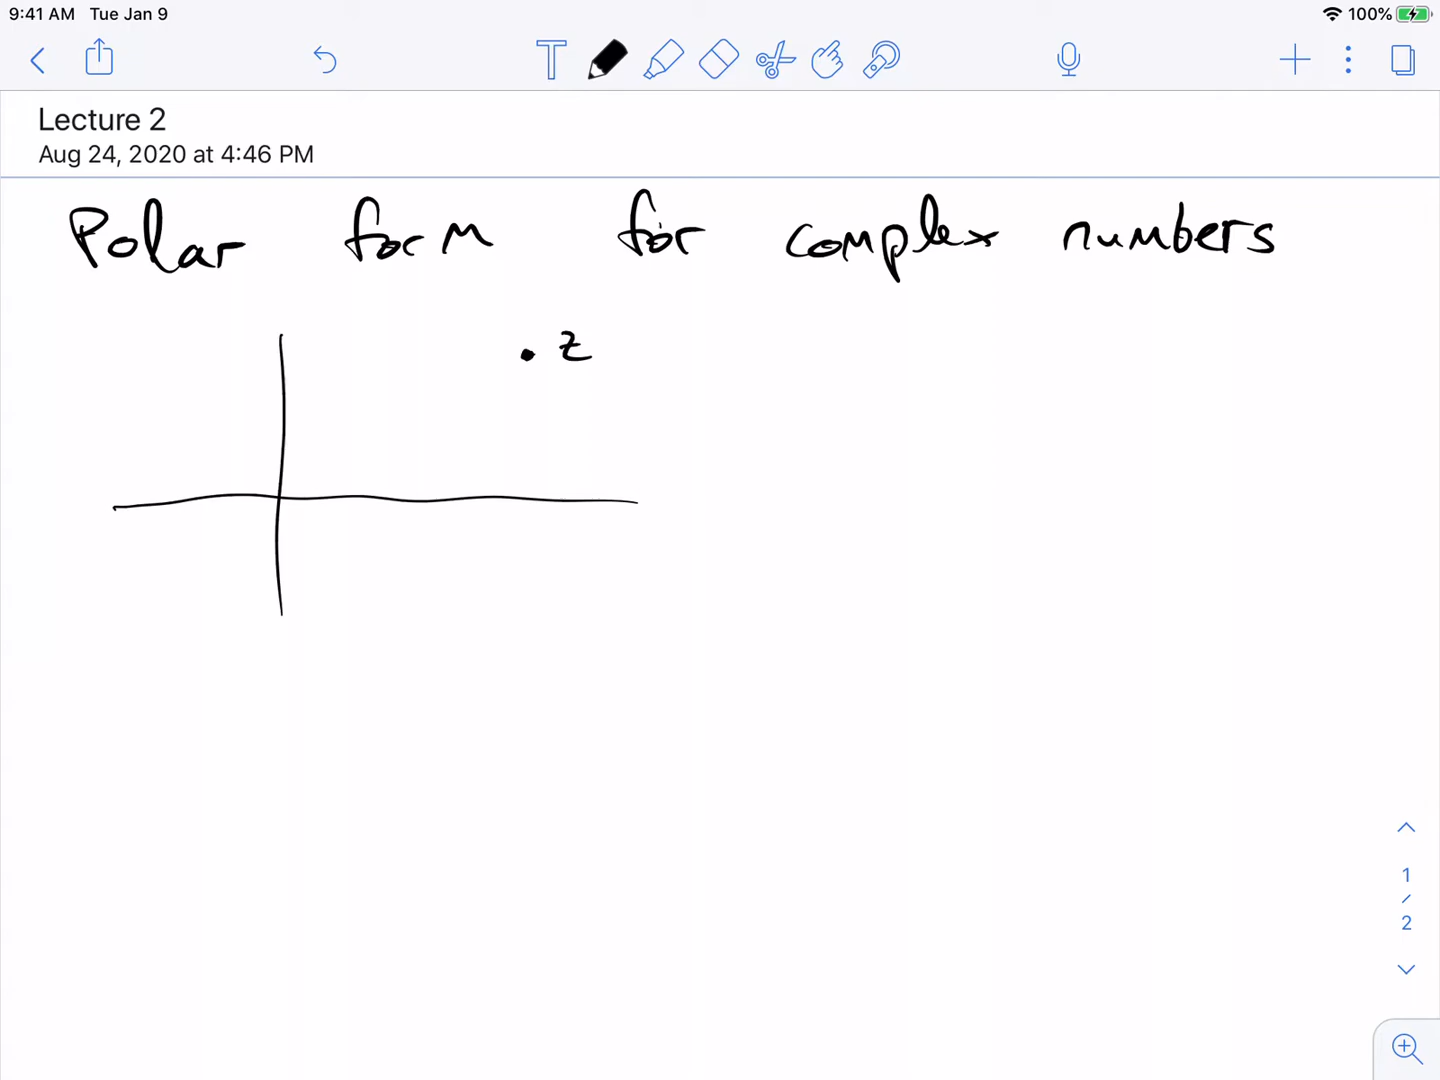 9:41 AM Tue Jan 9 100%
Lecture 2
Aug 24, 2020 at 4:46 PM
Polar form for complex numbers
z
1
/
2